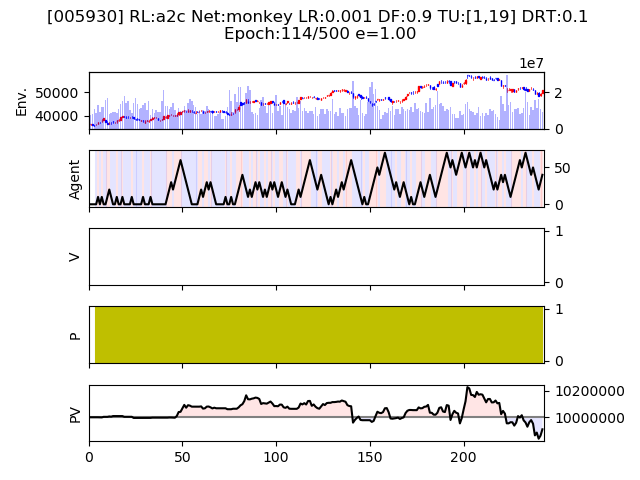 [005930] RL:a2c Net:monkey LR:0.001 DF:0.9 TU:[1,19] DRT:0.1
Epoch:114/500 e=1.00
1e7
Env.
50000
40000
2
0
Agent
50
0
V
1
0
P
1
0
PV
10200000
10000000
0
50
100
150
200